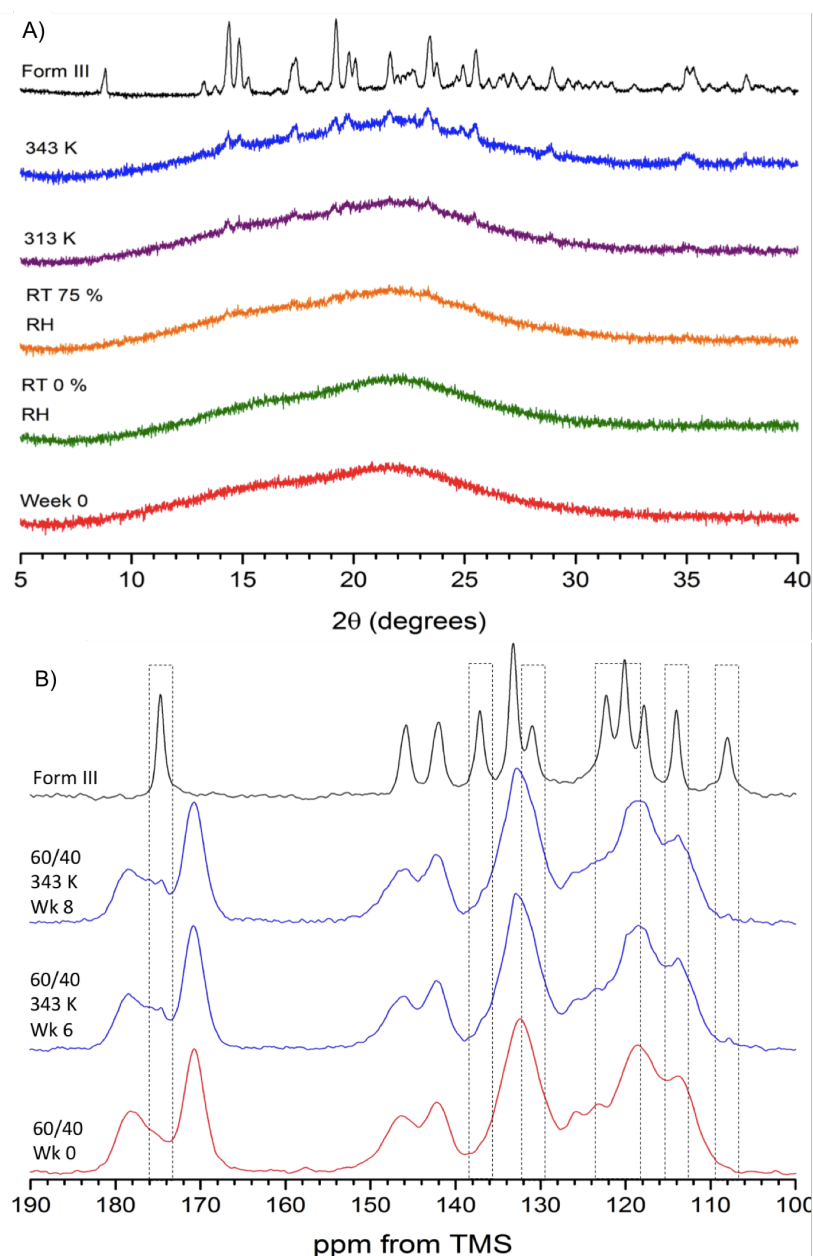 A)
Form III
343 K
313 K
RT 75 %
RH
RT 0 %
RH
Week 0
5 10 15 20 25 30 35 40
2θ (degrees)
B)
Form III
60/40
343 K
Wk 8
60/40
343 K
Wk 6
60/40
Wk 0
190 180 170 160 150 140 130 120 110 100
ppm from TMS